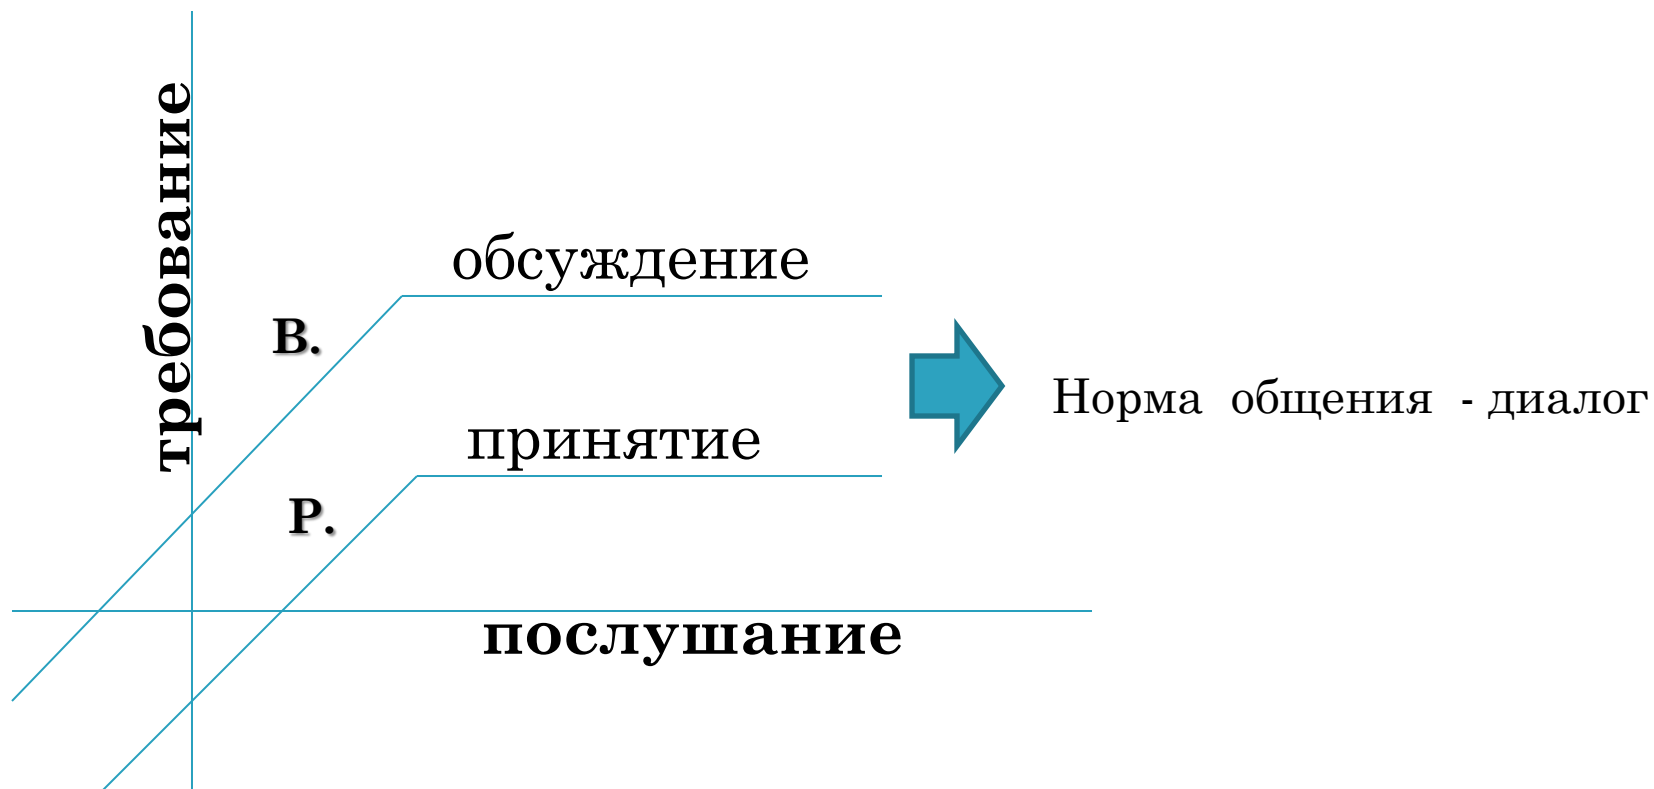 требование
обсуждение
В.
Норма общения - диалог
принятие
Р.
послушание